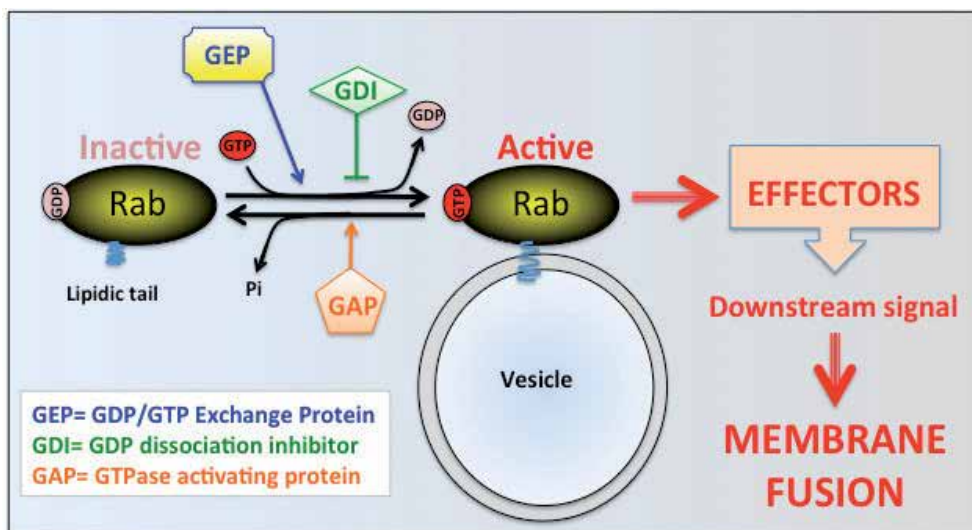 GEP
GDI
GDP
Inactive
GTP
Active
GDP
Rab
GTP
Rab
EFFECTORS
Lipidic tail
Pi
GAP
Downstream signal
Vesicle
GEP= GDP/GTP Exchange Protein
GDI= GDP dissociation inhibitor
GAP= GTPase activating protein
MEMBRANE
FUSION